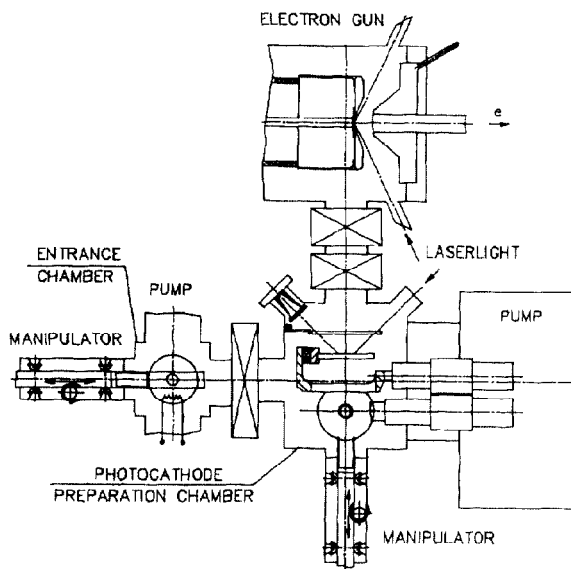 ELECTRON GUN
e
LASERLIGHT
ENTRANCE
CHAMBER
PUMP
PUMP
MANIPULATOR
PHOTOCATHODE
PREPARATION CHAMBER
MANIPULATOR